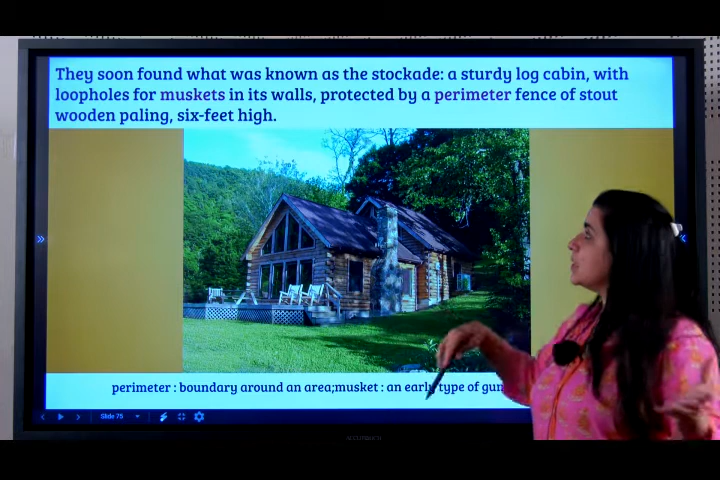 They soon found what was known as the stockade: a sturdy log cabin, with
loopholes for muskets in its walls, protected by a perimeter fence of stout
wooden paling, six-feet high.
perimeter : boundary around an area;musket : an early type of gun
Slide 75